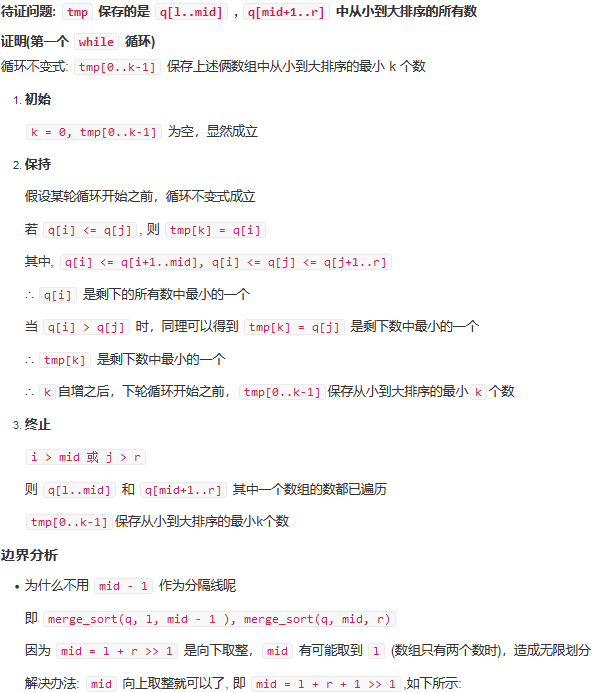 待证问题: tmp 保存的是 q[l..mid] , q[mid+1..r] 中从小到大排序的所有数
证明(第一个 while 循环)
循环不变式: tmp[0..k-1] 保存上述俩数组中从小到大排序的最小 k 个数
1. 初始
k = 0, tmp[0..k-1] 为空，显然成立
2. 保持
假设某轮循环开始之前，循环不变式成立
若 q[i] <= q[j] , 则 tmp[k] = q[i]
其中, q[i] <= q[i+1..mid], q[i] <= q[j] <= q[j+1..r]
∴ q[i] 是剩下的所有数中最小的一个
当 q[i] > q[j] 时，同理可以得到 tmp[k] = q[j] 是剩下数中最小的一个
∴ tmp[k] 是剩下数中最小的一个
∴ k自增之后，下轮循环开始之前，tmp[0..k-1]保存从小到大排序的最小k个数
3. 终止
i > mid 或 j > r
则 q[l..mid] 和 q[mid+1..r] 其中一个数组的数都已遍历
tmp[0..k-1]保存从小到大排序的最小k个数
边界分析
• 为什么不用 mid - 1 作为分隔线呢
即 merge_sort(q, l, mid - 1 ), merge_sort(q, mid, r)
因为 mid = l + r >> 1 是向下取整，mid 有可能取到 l (数组只有两个数时)，造成无限划分
解决办法: mid 向上取整就可以了, 即 mid = l + r + 1 >> 1,如下所示: